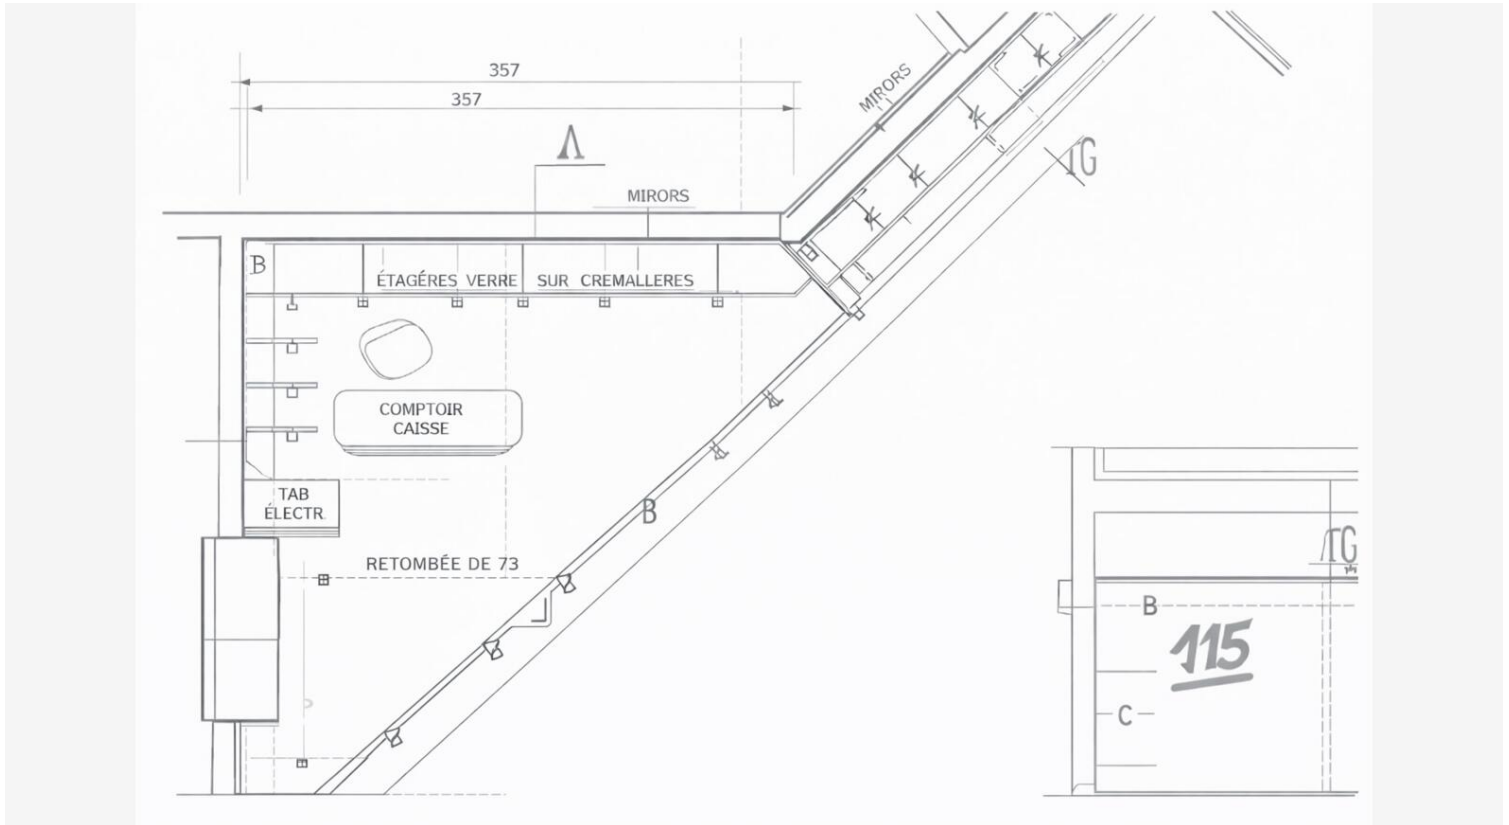 357
357
MIRORS
Λ
MIRORS
TG
B
ÉTAGÉRES VERRE SUR CREMALLERES
COMPTOIR
CAISSE
TAB
ÉLECTR.
B
RETOMBÉE DE 73
TG
B
115
C